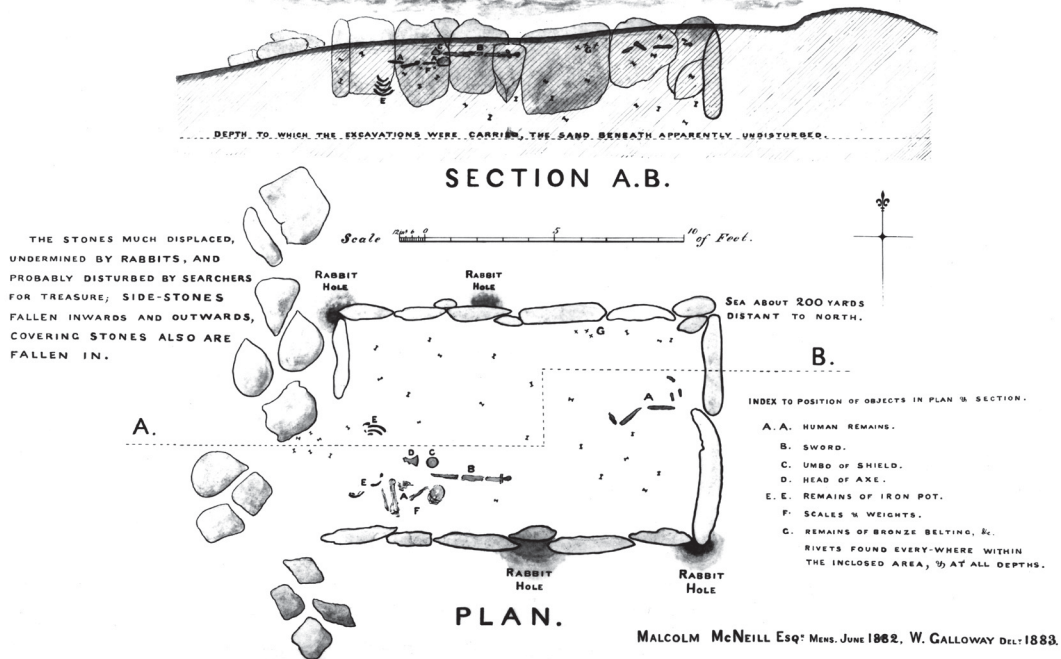 C
B
A
A
E
G
DEPTH TO WHICH THE EXCAVATIONS WERE CARRIED, THE SAND BENEATH APPARENTLY UNDISTURBED.
SECTION A.B.
Scale 12 in 6 0 5 10 of Feet.
THE STONES MUCH DISPLACED,
UNDERMINED BY RABBITS, AND
PROBABLY DISTURBED BY SEARCHERS
FOR TREASURE; SIDE-STONES
FALLEN INWARDS AND OUTWARDS,
COVERING STONES ALSO ARE
FALLEN IN.
RABBIT
HOLE
RABBIT
HOLE
SEA ABOUT 200 YARDS
DISTANT TO NORTH.
G
B.
A
A.
E
D
C
B
E
A
F
RABBIT
HOLE
RABBIT
HOLE
PLAN.
INDEX TO POSITION OF OBJECTS IN PLAN & SECTION.
A. A. HUMAN REMAINS.
B. SWORD.
C. UMBO OF SHIELD.
D. HEAD OF AXE.
E. E. REMAINS OF IRON POT.
F. SCALES & WEIGHTS.
G. REMAINS OF BRONZE BELTING, &c.
RIVETS FOUND EVERY-WHERE WITHIN
THE INCLOSED AREA, & AT ALL DEPTHS.
MALCOLM McNEILL ESQR MENS. JUNE 1882, W. GALLOWAY DELT 1883.